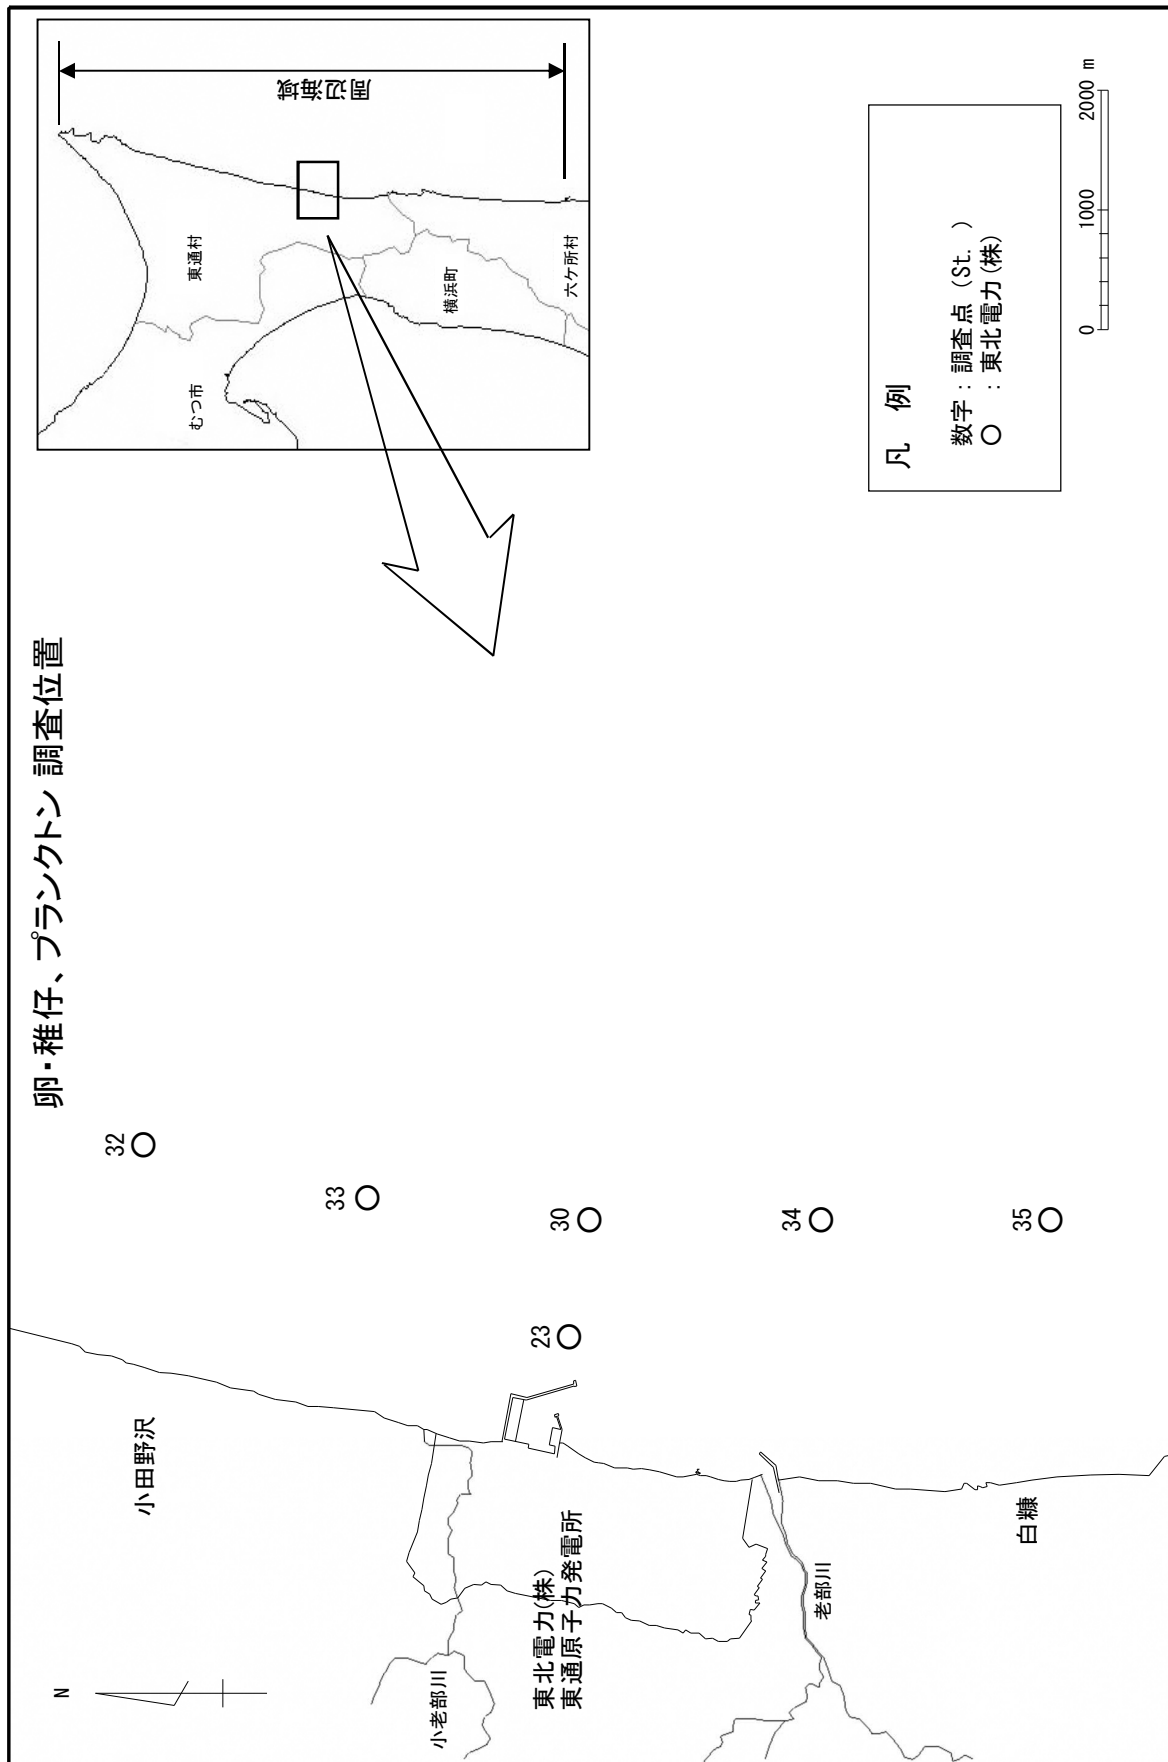 卵・稚仔、プランクトン 調査位置
N
小田野沢
小老部川
東北電力(株)
東通原子力発電所
老部川
白糠
32
33
30
23
34
35
周辺海域
東通村
むつ市
横浜町
六ケ所村
凡 例
数字：調査点 (St. )
○ ：東北電力(株)
0 1000 2000 m